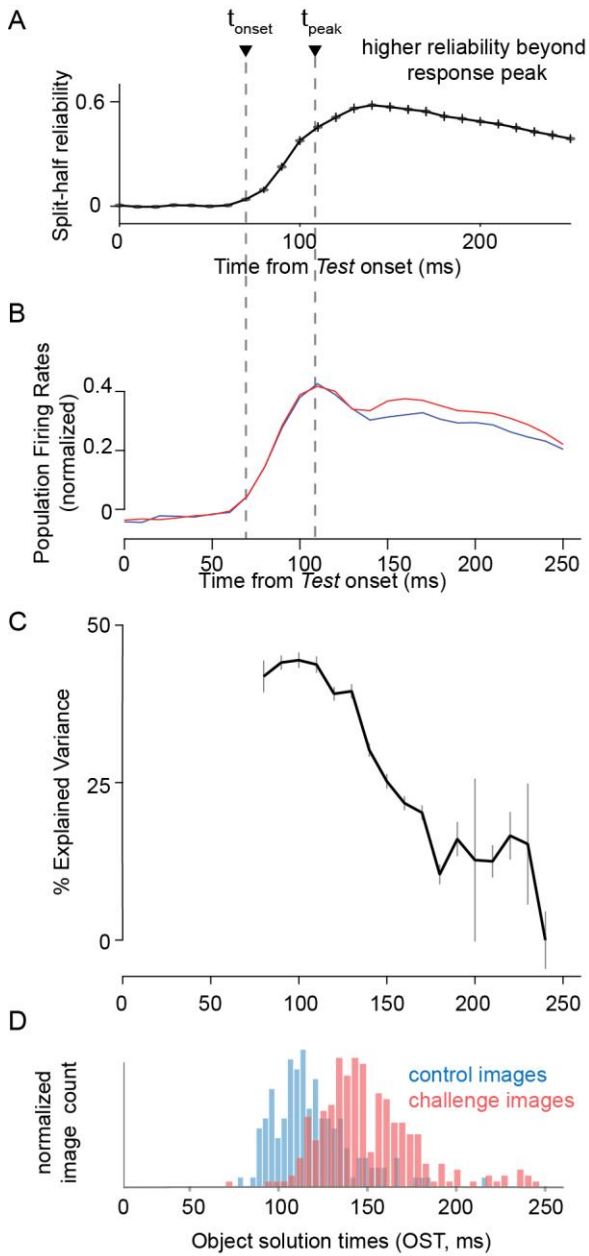 A
t_onset
t_peak
higher reliability beyond
response peak
Split-half reliability
0.6
0
0
100
200
Time from Test onset (ms)
B
Population Firing Rates
(normalized)
0.4
0.2
0
0
50
100
150
200
250
Time from Test onset (ms)
C
% Explained Variance
50
25
0
0
50
100
150
200
250
D
normalized
image count
control images
challenge images
0
50
100
150
200
250
Object solution times (OST, ms)